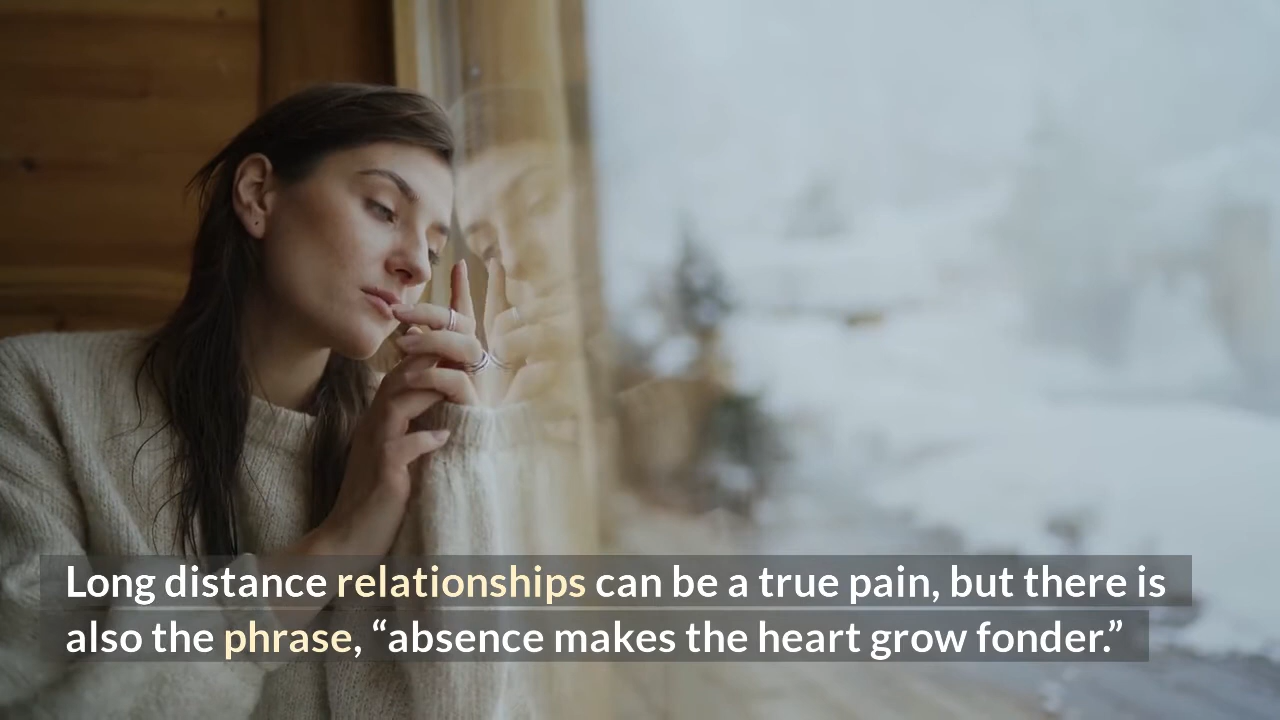 Long distance relationships can be a true pain, but there is
also the phrase, “absence makes the heart grow fonder.”